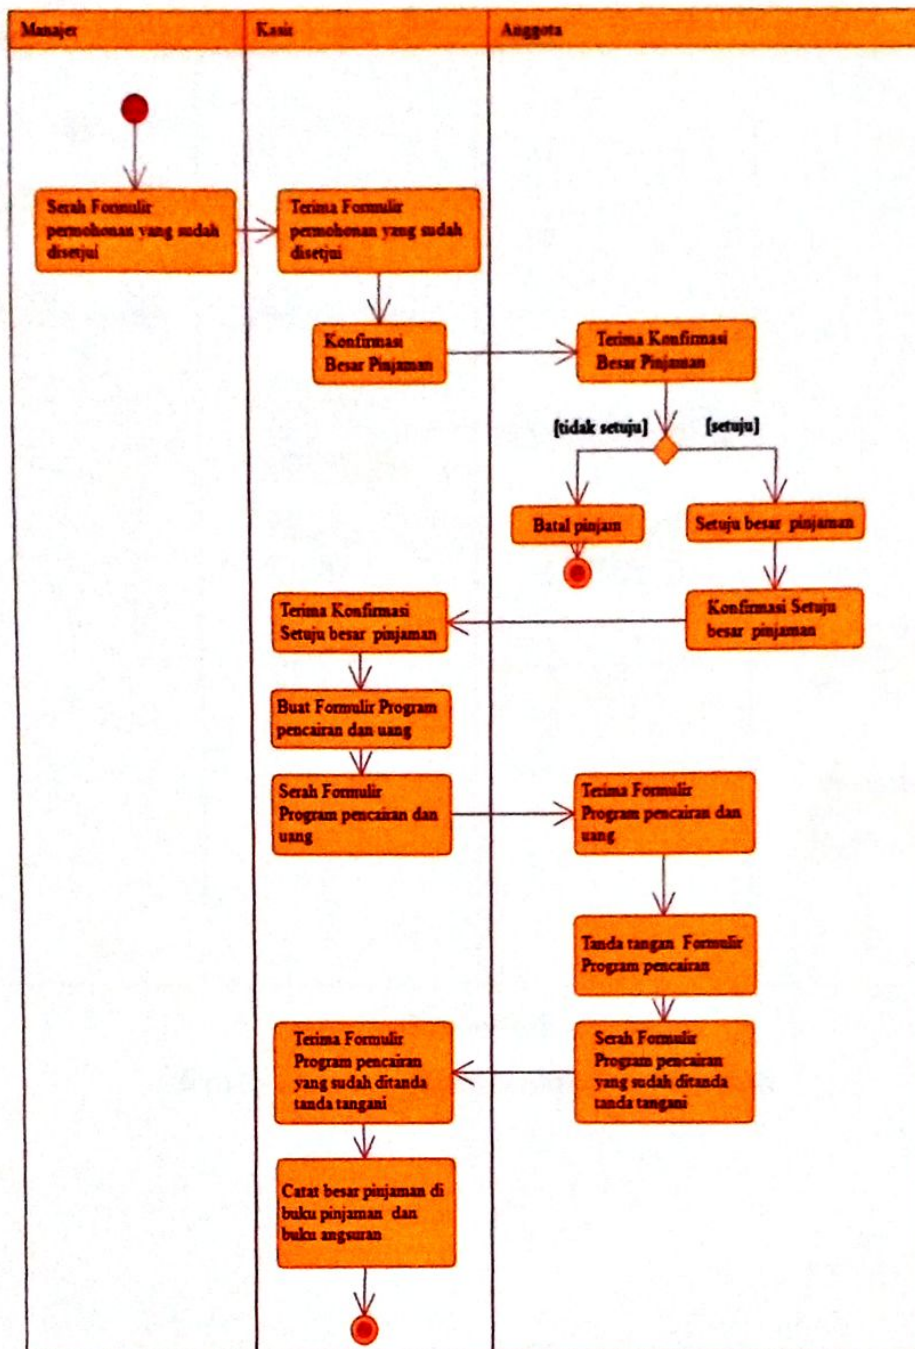 Manajer
Kasir
Anggota
Serah Formulir
permohonan yang sudah
disetjui
Terima Formulir
permohonan yang sudah
disetjui
Konfirmasi
Besar Pinjaman
Terima Konfirmasi
Besar Pinjaman
[tidak setuju]
[setuju]
Batal pinjam
Setuju besar pinjaman
Konfirmasi Setuju
besar pinjaman
Terima Konfirmasi
Setuju besar pinjaman
Buat Formulir Program
pencairan dan uang
Serah Formulir
Program pencairan dan
uang
Terima Formulir
Program pencairan dan
uang
Tanda tangan Formulir
Program pencairan
Serah Formulir
Program pencairan
yang sudah ditanda
tanda tangani
Terima Formulir
Program pencairan
yang sudah ditanda
tanda tangani
Catat besar pinjaman di
buku pinjaman dan
buku angsuran